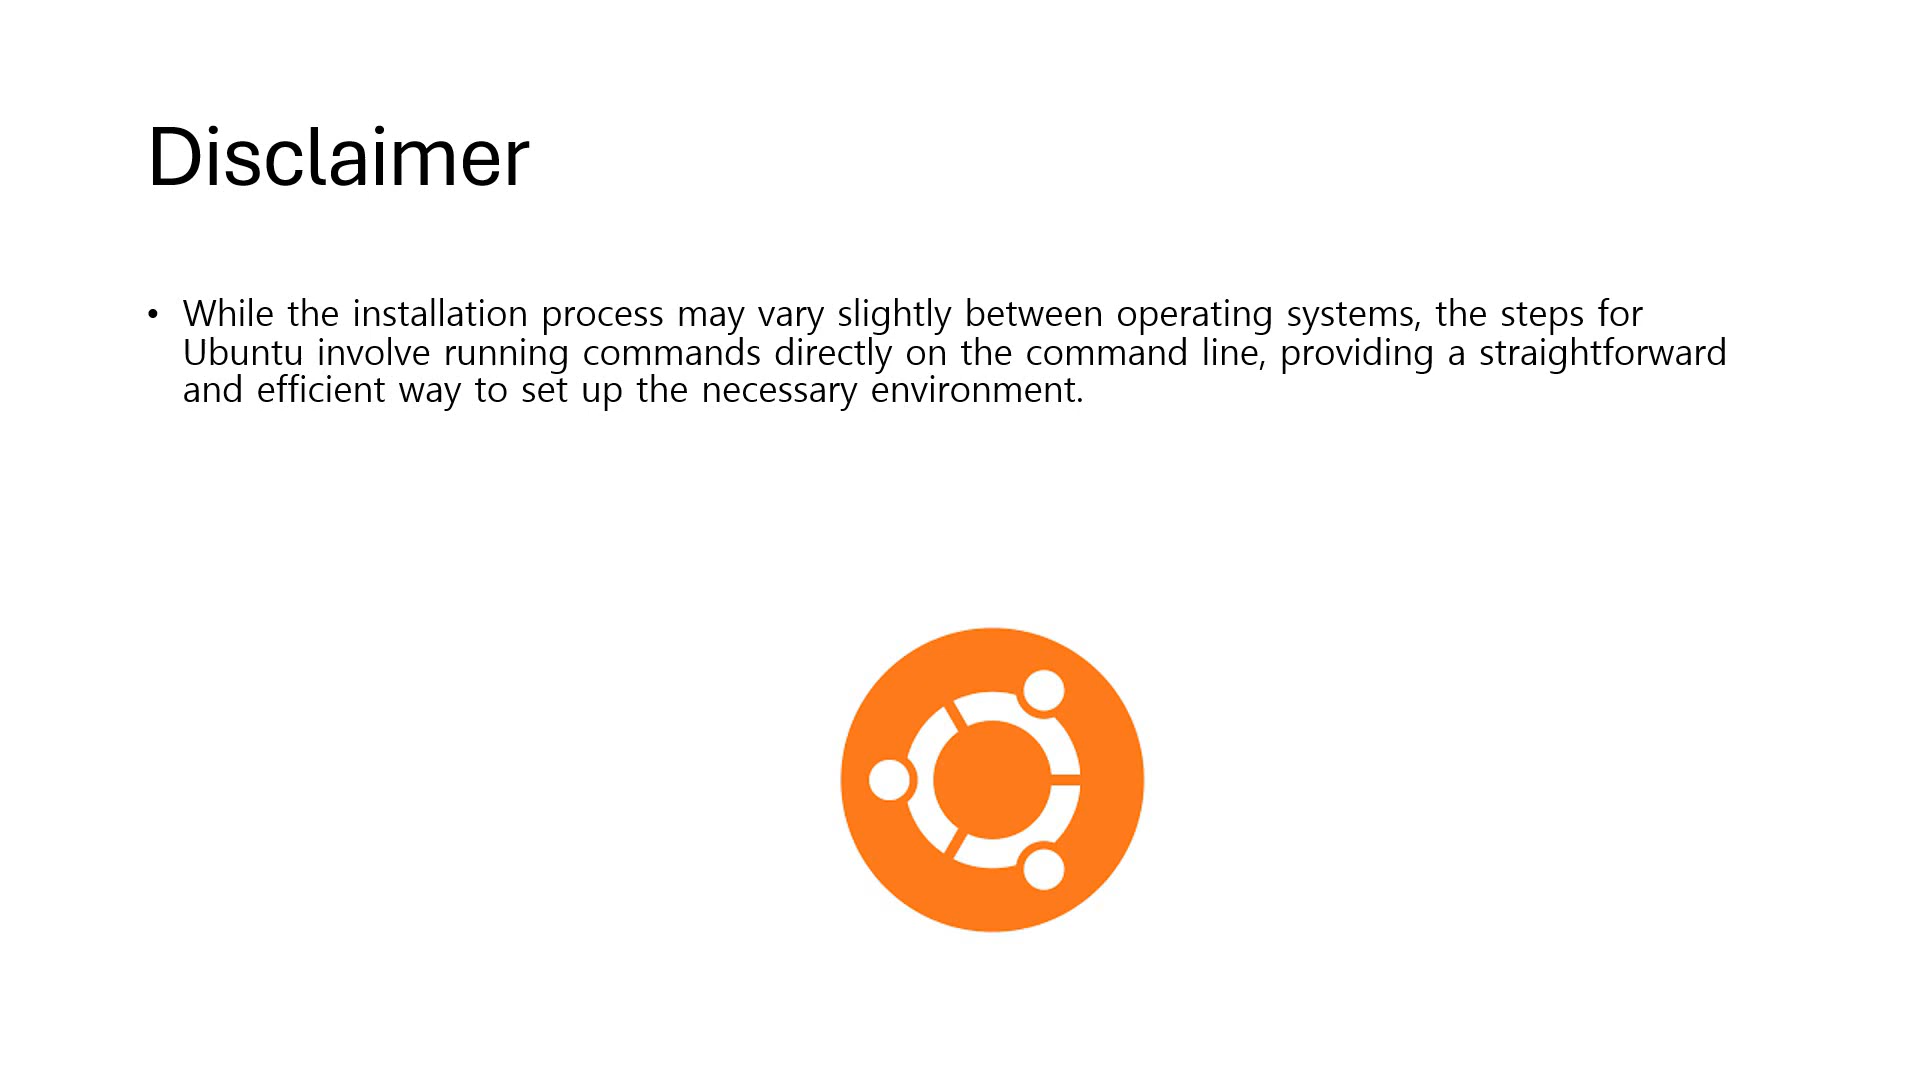 Disclaimer
• While the installation process may vary slightly between operating systems, the steps for
Ubuntu involve running commands directly on the command line, providing a straightforward
and efficient way to set up the necessary environment.